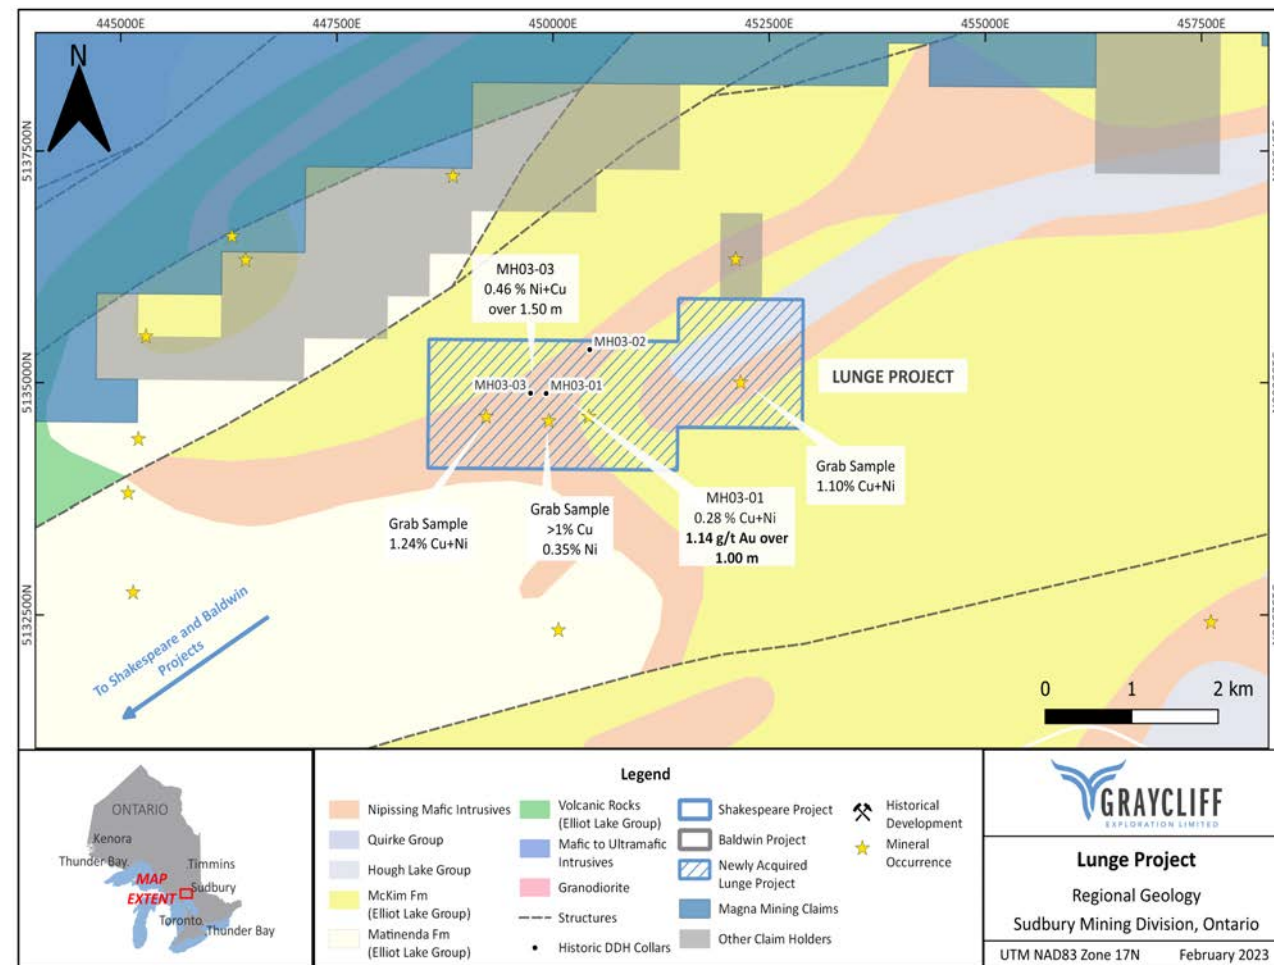 445000E
447500E
450000E
452500E
455000E
457500E
N
5137500N
5135000N
5132500N
MH03-03
0.46 % Ni+Cu
over 1.50 m
MH03-02
MH03-03
MH03-01
LUNGE PROJECT
Grab Sample
1.10% Cu+Ni
Grab Sample
1.24% Cu+Ni
Grab Sample
>1% Cu
0.35% Ni
MH03-01
0.28 % Cu+Ni
1.14 g/t Au over
1.00 m
To Shakespeare and Baldwin
Projects
0 1 2 km
ONTARIO
Kenora
Thunder Bay
Timmins
Sudbury
MAP
EXTENT
Toronto
Thunder Bay
Legend
Nipissing Mafic Intrusives
Quirke Group
Hough Lake Group
McKim Fm
(Elliot Lake Group)
Matinenda Fm
(Elliot Lake Group)
Volcanic Rocks
(Elliot Lake Group)
Mafic to Ultramafic
Intrusives
Granodiorite
Structures
Historic DDH Collars
Shakespeare Project
Baldwin Project
Newly Acquired
Lunge Project
Magna Mining Claims
Other Claim Holders
Historical
Development
Mineral
Occurrence
GRAYCLIFF
EXPLORATION LIMITED
Lunge Project
Regional Geology
Sudbury Mining Division, Ontario
UTM NAD83 Zone 17N February 2023